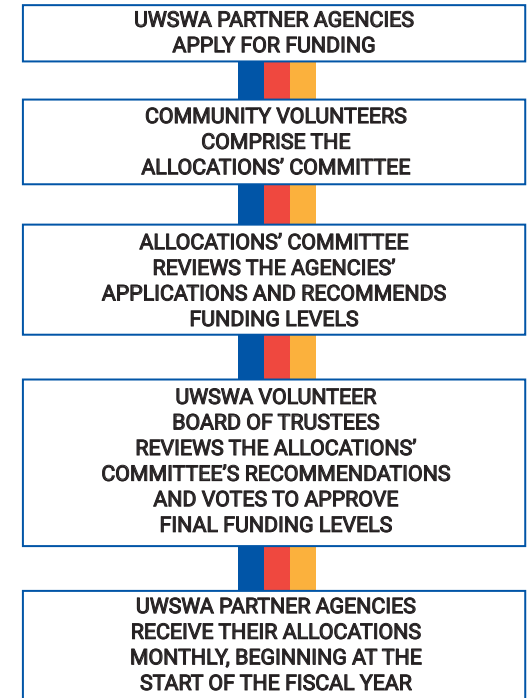 UWSWA PARTNER AGENCIES
APPLY FOR FUNDING
COMMUNITY VOLUNTEERS
COMPRISE THE
ALLOCATIONS’ COMMITTEE
ALLOCATIONS’ COMMITTEE
REVIEWS THE AGENCIES’
APPLICATIONS AND RECOMMENDS
FUNDING LEVELS
UWSWA VOLUNTEER
BOARD OF TRUSTEES
REVIEWS THE ALLOCATIONS’
COMMITTEE’S RECOMMENDATIONS
AND VOTES TO APPROVE
FINAL FUNDING LEVELS
UWSWA PARTNER AGENCIES
RECEIVE THEIR ALLOCATIONS
MONTHLY, BEGINNING AT THE
START OF THE FISCAL YEAR